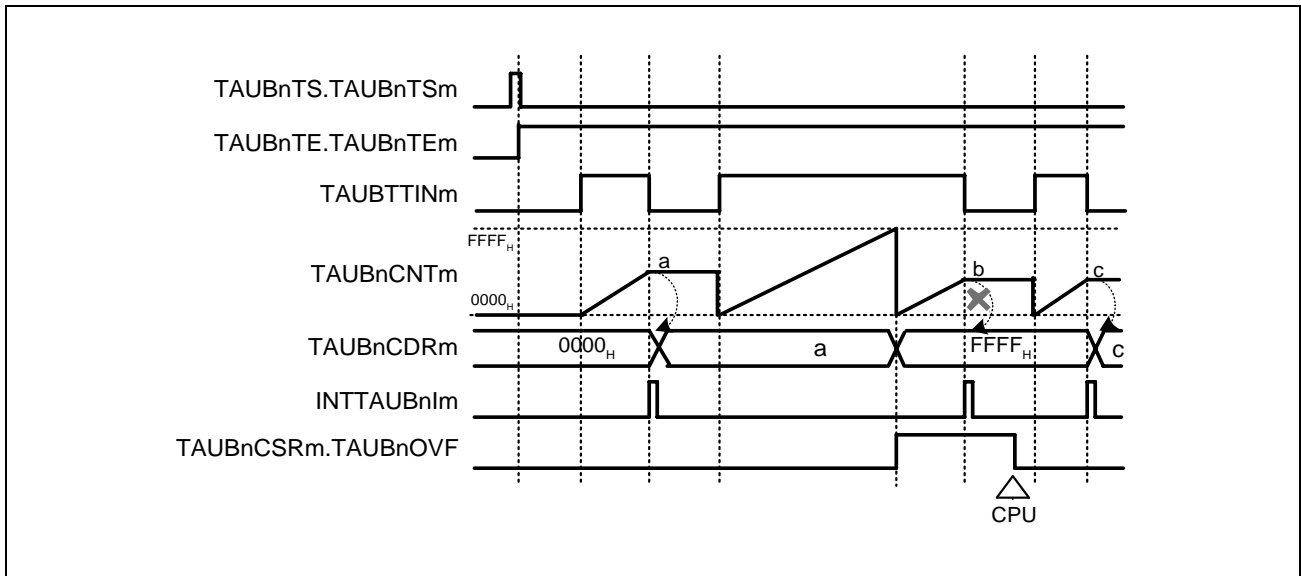 TAUBnTS.TAUBnTSm
TAUBnTE.TAUBnTEm
TAUBTTINm
FFFFH
TAUBnCNTm
a
b
c
0000H
TAUBnCDRm
0000H
a
FFFFH
c
INTTAUBnIm
TAUBnCSRm.TAUBnOVF
CPU